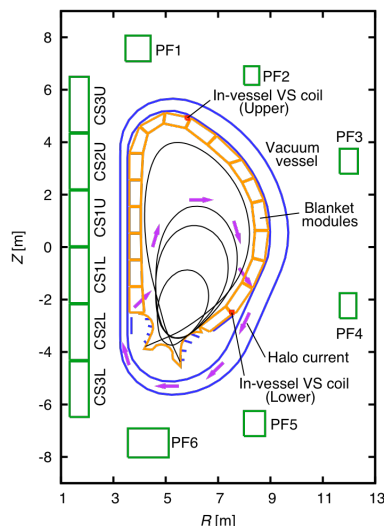 8
6
4
2
0
-2
-4
-6
-8
Z [m]
1
3
5
7
9
11
13
R [m]
PF1
PF2
In-vessel VS coil
(Upper)
PF3
Vacuum
vessel
Blanket
modules
PF4
Halo current
In-vessel VS coil
(Lower)
PF5
PF6
CS3U
CS2U
CS1U
CS1L
CS2L
CS3L